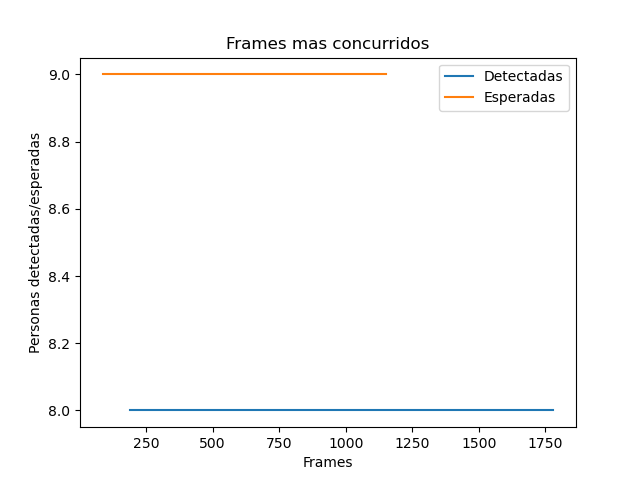 Frames mas concurridos
Detectadas
Esperadas
Personas detectadas/esperadas
9.0
8.8
8.6
8.4
8.2
8.0
250 500 750 1000 1250 1500 1750
Frames